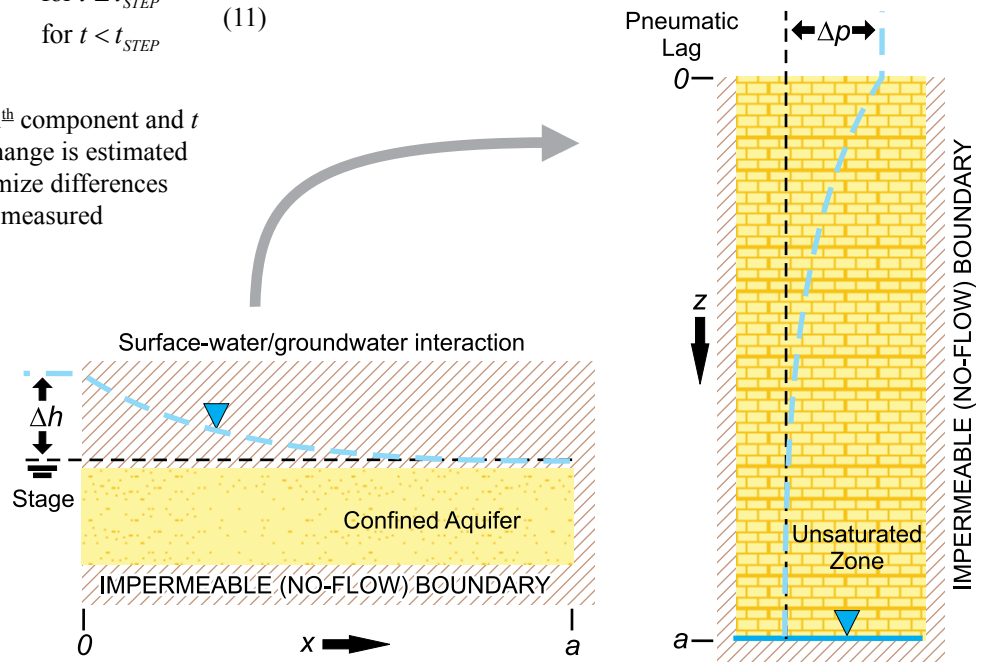 for t < t_STEP
(11)
th component and t
hange is estimated
mize differences
measured
Pneumatic
Lag
Δp
0
z
IMPERMEABLE (NO-FLOW) BOUNDARY
Unsaturated
Zone
a
Surface-water/groundwater interaction
Δh
Stage
Confined Aquifer
IMPERMEABLE (NO-FLOW) BOUNDARY
0
x
a